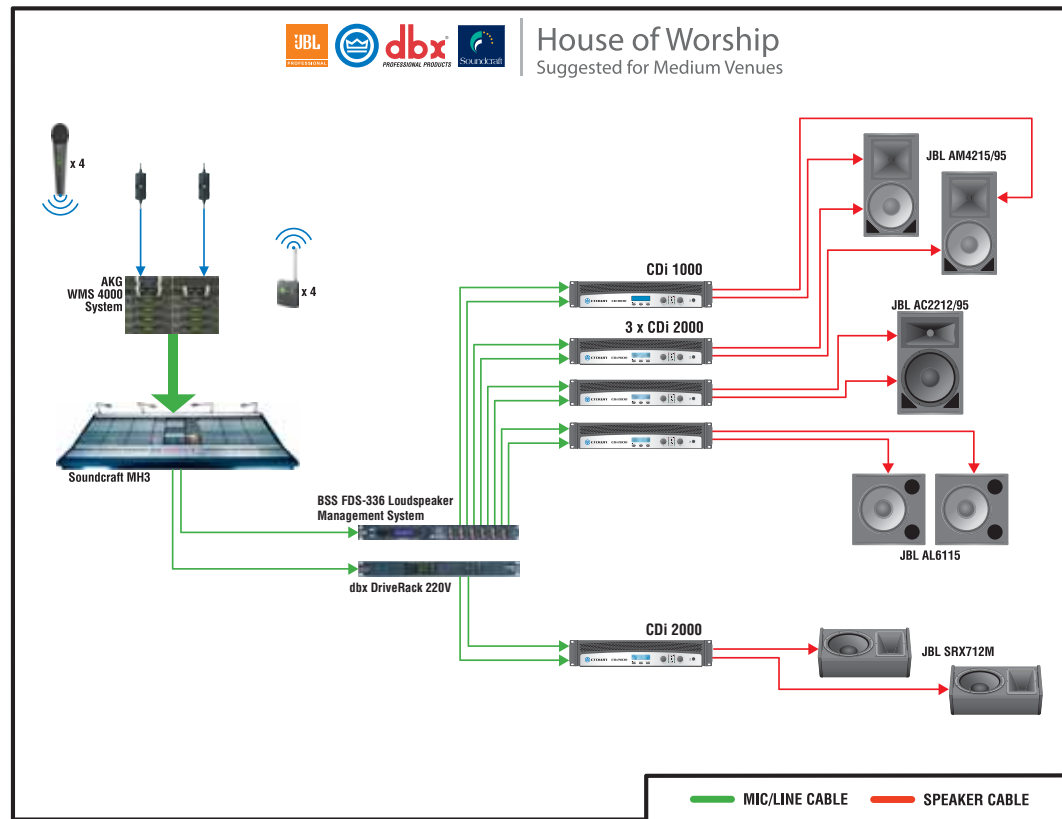 JBL
PROFESSIONAL
dbx
PROFESSIONAL PRODUCTS
Soundcraft
House of Worship
Suggested for Medium Venues
x 4
AKG
WMS 4000
System
x 4
Soundcraft MH3
BSS FDS-336 Loudspeaker
Management System
dbx DriveRack 220V
CDi 1000
3 x CDi 2000
CDi 2000
JBL AM4215/95
JBL AC2212/95
JBL AL6115
JBL SRX712M
MIC/LINE CABLE
SPEAKER CABLE